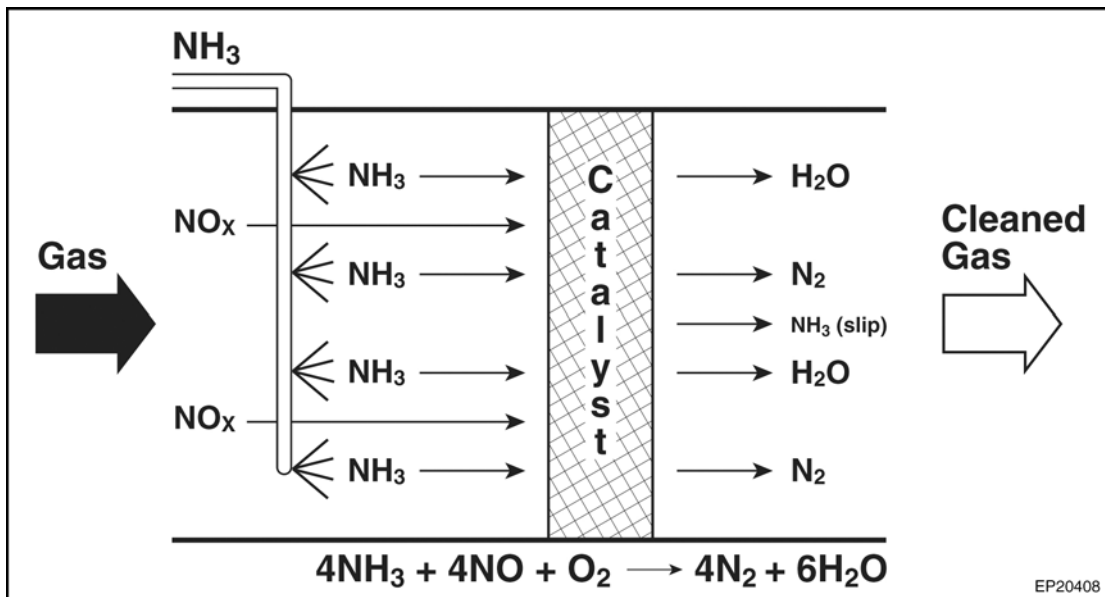 NH₃
NH₃
H₂O
NOx
Gas
NH₃
Catalyst
N₂
Cleaned
Gas
NH₃ (slip)
NH₃
H₂O
NOx
NH₃
N₂
4NH₃ + 4NO + O₂ → 4N₂ + 6H₂O
EP20408